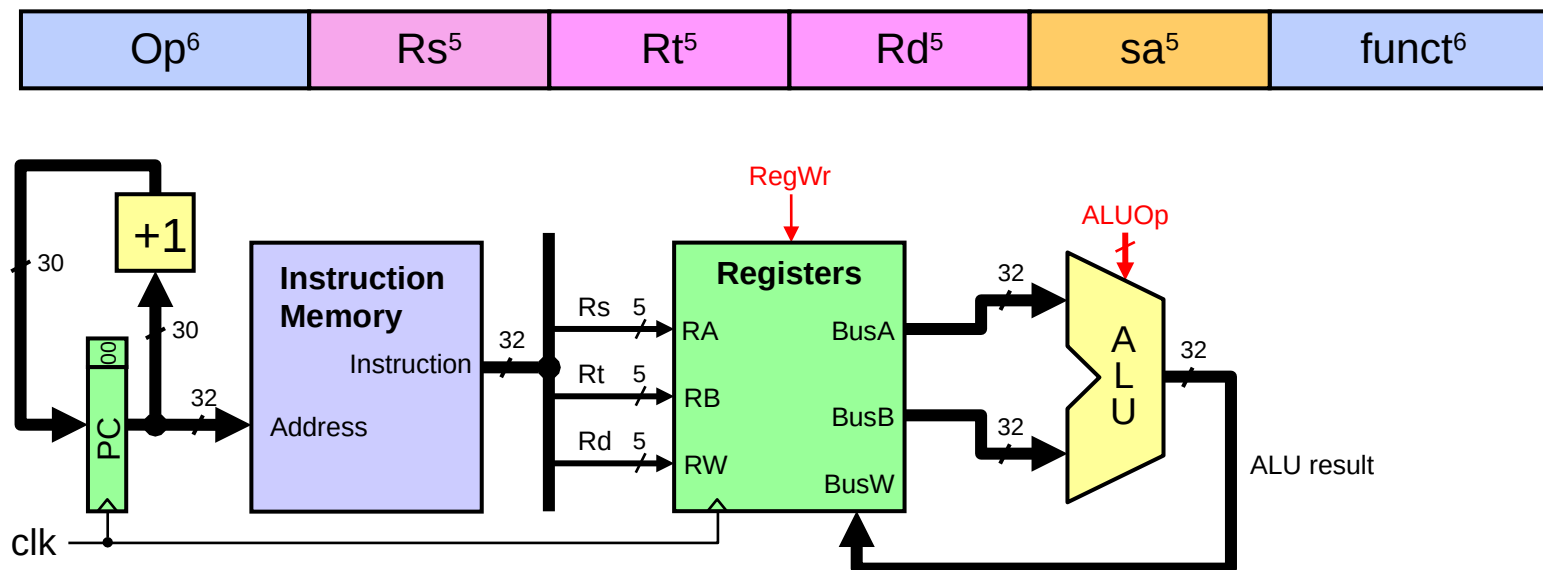 Op⁶ Rs⁵ Rt⁵ Rd⁵ sa⁵ funct⁶
RegWr
ALUOp
+1
30
30
00
PC
32
Instruction
Memory
Instruction
Address
32
Rs 5
Rt 5
Rd 5
Registers
RA
RB
RW
BusA
BusB
BusW
32
32
A
L
U
32
ALU result
clk